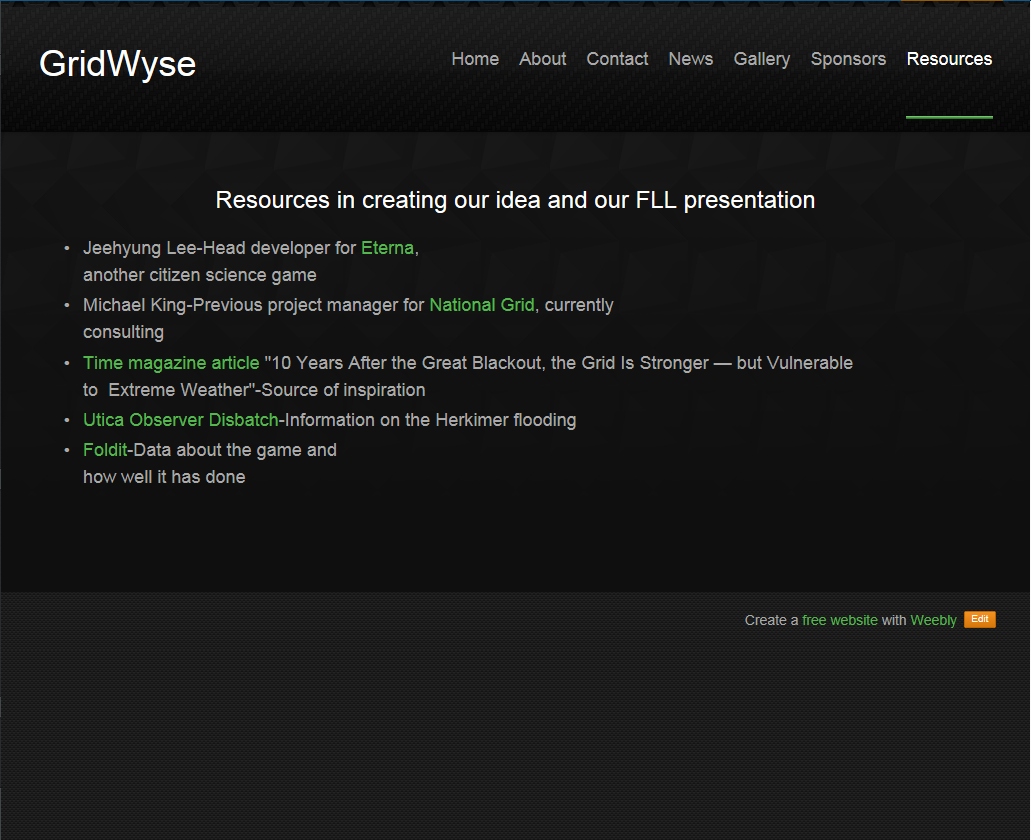 GridWyse
Home About Contact News Gallery Sponsors Resources
Resources in creating our idea and our FLL presentation
• Jeehyung Lee-Head developer for Eterna,
another citizen science game
• Michael King-Previous project manager for National Grid, currently
consulting
• Time magazine article "10 Years After the Great Blackout, the Grid Is Stronger — but Vulnerable
to  Extreme Weather"-Source of inspiration
• Utica Observer Disbatch-Information on the Herkimer flooding
• Foldit-Data about the game and
how well it has done
Create a free website with Weebly Edit